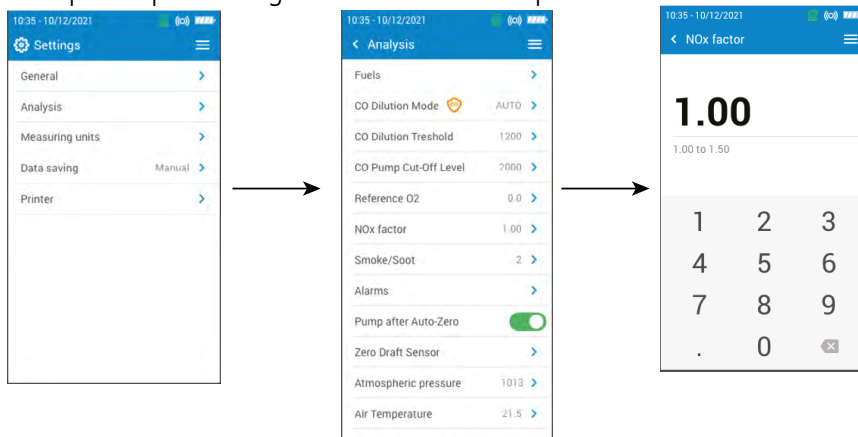 10:35 - 10/12/2021
Settings
General
Analysis
Measuring units
Data saving Manual
Printer
10:35 - 10/12/2021
Analysis
Fuels
CO Dilution Mode AUTO
CO Dilution Treshold 1200
CO Pump Cut-Off Level 2000
Reference O2 0.0
NOx factor 1.00
Smoke/Soot 2
Alarms
Pump after Auto-Zero
Zero Draft Sensor
Atmospheric pressure 1013
Air Temperature 21.5
10:35 - 10/12/2021
NOx factor
1.00
1.00 to 1.50
1 2 3
4 5 6
7 8 9
. 0